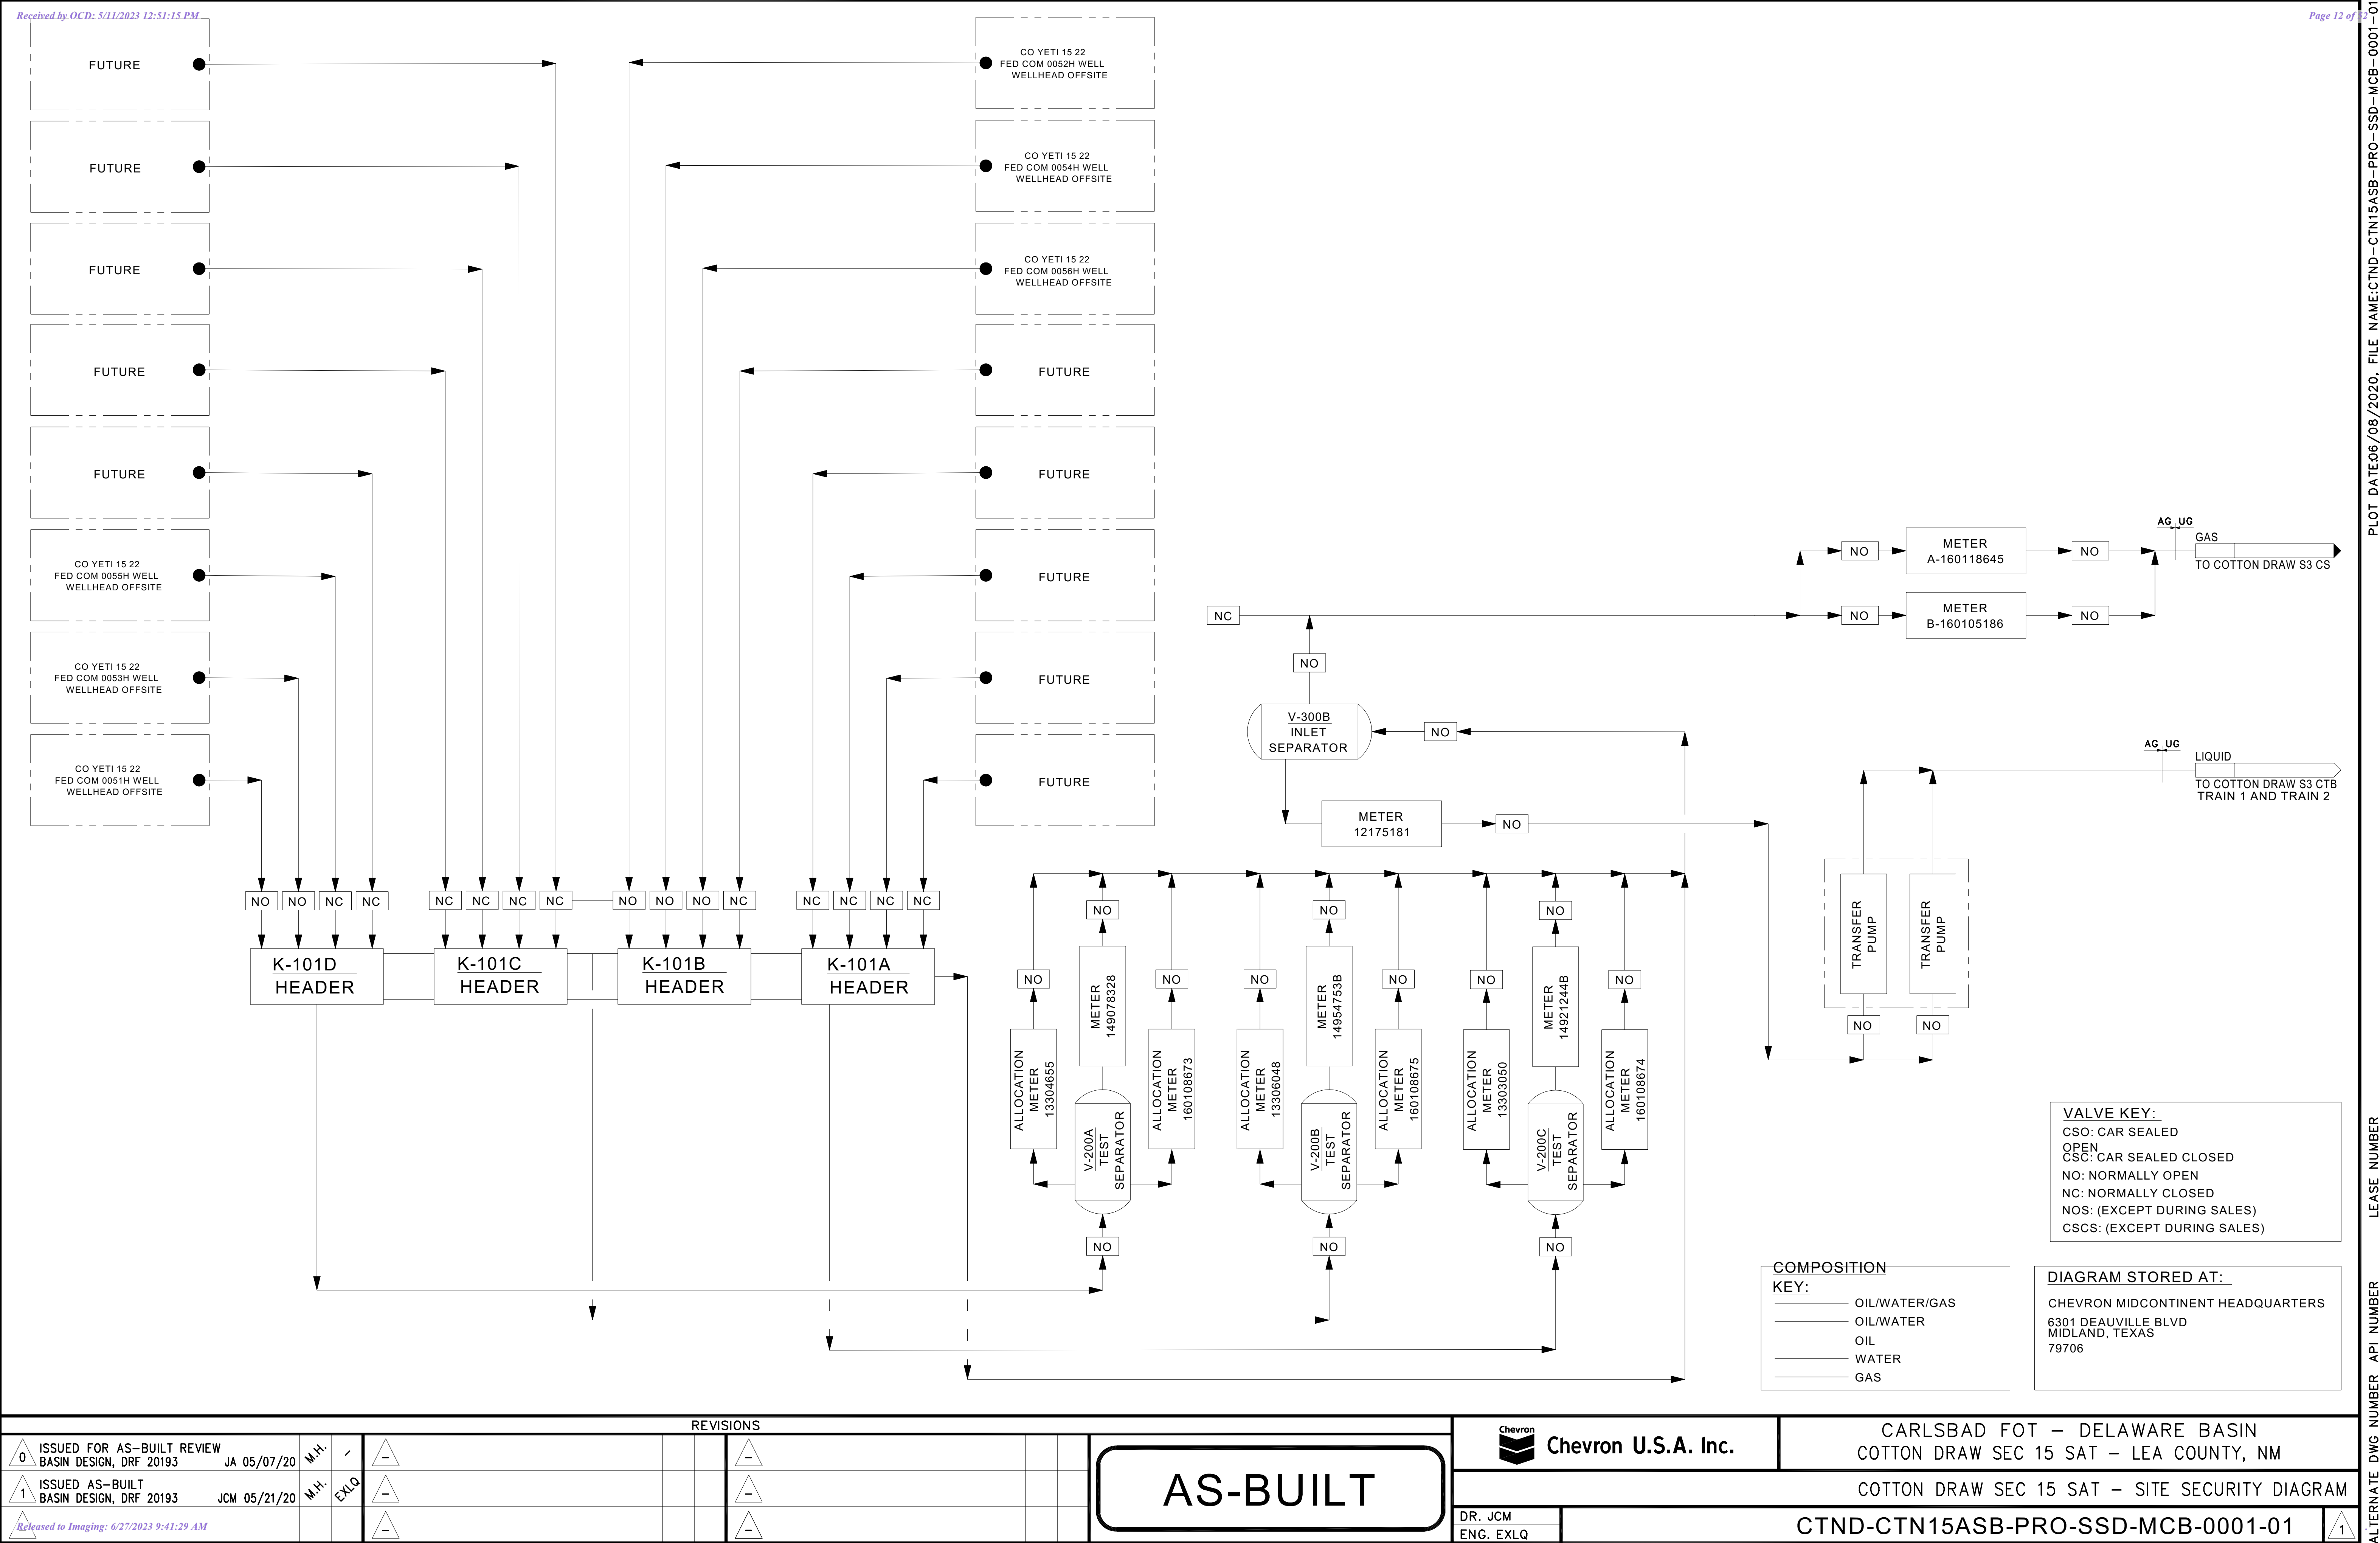 Received by OCD: 5/11/2023 12:51:15 PM
Page 12 of 52
FUTURE
FUTURE
FUTURE
FUTURE
FUTURE
CO YETI 15 22
FED COM 0055H WELL
WELLHEAD OFFSITE
CO YETI 15 22
FED COM 0053H WELL
WELLHEAD OFFSITE
CO YETI 15 22
FED COM 0051H WELL
WELLHEAD OFFSITE
CO YETI 15 22
FED COM 0052H WELL
WELLHEAD OFFSITE
CO YETI 15 22
FED COM 0054H WELL
WELLHEAD OFFSITE
CO YETI 15 22
FED COM 0056H WELL
WELLHEAD OFFSITE
FUTURE
FUTURE
FUTURE
FUTURE
FUTURE
NO NO NC NC
NC NC NC NC
NO NO NO NC
NC NC NC NC
K-101D
HEADER
K-101C
HEADER
K-101B
HEADER
K-101A
HEADER
NC
NO
V-300B
INLET
SEPARATOR
NO
METER
12175181
NO
NO
METER
A-160118645
NO
NO
METER
B-160105186
NO
AG UG
GAS
TO COTTON DRAW S3 CS
AG UG
LIQUID
TO COTTON DRAW S3 CTB
TRAIN 1 AND TRAIN 2
TRANSFER
PUMP
TRANSFER
PUMP
NO
NO
NO
NO
NO
NO
NO
NO
NO
NO
NO
METER
149078328
METER
14954753B
METER
14921244B
ALLOCATION
METER
13304655
ALLOCATION
METER
160108673
ALLOCATION
METER
13306048
ALLOCATION
METER
160108675
ALLOCATION
METER
13303050
ALLOCATION
METER
160108674
V-200A
TEST
SEPARATOR
V-200B
TEST
SEPARATOR
V-200C
TEST
SEPARATOR
NO
NO
NO
VALVE KEY:
CSO: CAR SEALED
OPEN
CSC: CAR SEALED CLOSED
NO: NORMALLY OPEN
NC: NORMALLY CLOSED
NOS: (EXCEPT DURING SALES)
CSCS: (EXCEPT DURING SALES)
COMPOSITION
KEY:
OIL/WATER/GAS
OIL/WATER
OIL
WATER
GAS
DIAGRAM STORED AT:
CHEVRON MIDCONTINENT HEADQUARTERS
6301 DEAUVILLE BLVD
MIDLAND, TEXAS
79706
REVISIONS
0 ISSUED FOR AS-BUILT REVIEW
BASIN DESIGN, DRF 20193 JA 05/07/20 M.H. -
1 ISSUED AS-BUILT
BASIN DESIGN, DRF 20193 JCM 05/21/20 M.H. EXLQ
-
-
-
-
-
-
Released to Imaging: 6/27/2023 9:41:29 AM
AS-BUILT
Chevron
Chevron U.S.A. Inc.
CARLSBAD FOT - DELAWARE BASIN
COTTON DRAW SEC 15 SAT - LEA COUNTY, NM
COTTON DRAW SEC 15 SAT - SITE SECURITY DIAGRAM
DR. JCM
ENG. EXLQ
CTND-CTN15ASB-PRO-SSD-MCB-0001-01
1
ALTERNATE DWG NUMBER API NUMBER LEASE NUMBER
PLOT DATE:06/08/2020, FILE NAME:CTND-CTN15ASB-PRO-SSD-MCB-0001-01